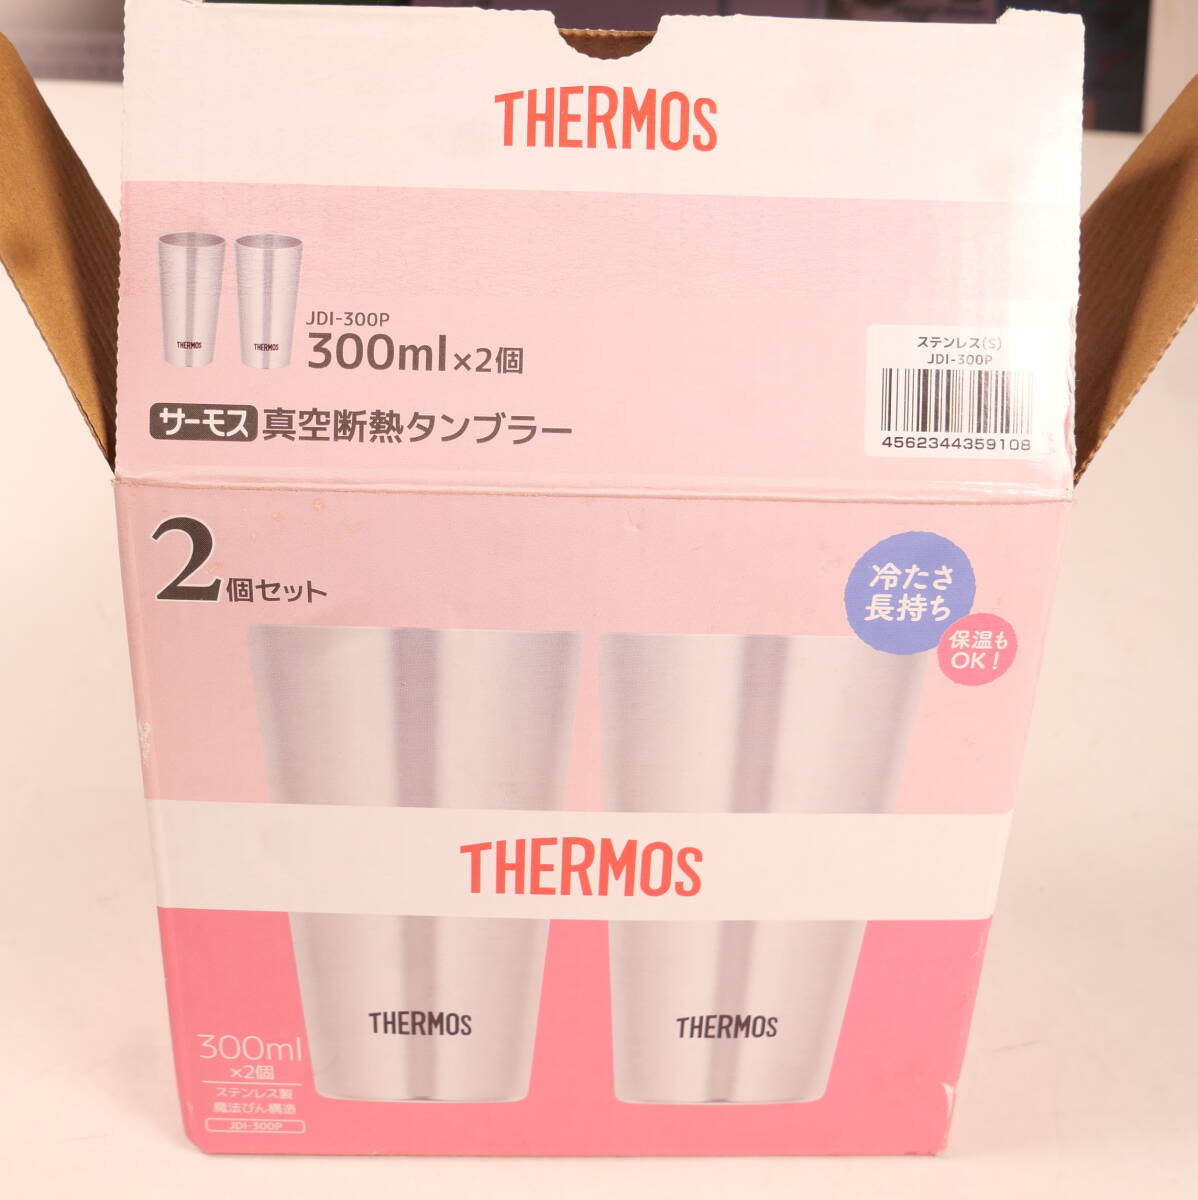 THERMOS
THERMOS
THERMOS
JDI-300P
300ml×2個
サーモス 真空断熱タンブラー
ステンレス(S)
JDI-300P
4562344359108
2個セット
冷たさ
長持ち
保温も
OK!
THERMOS
THERMOS
THERMOS
300ml
×2個
ステンレス製
魔法びん構造
JDI-300P